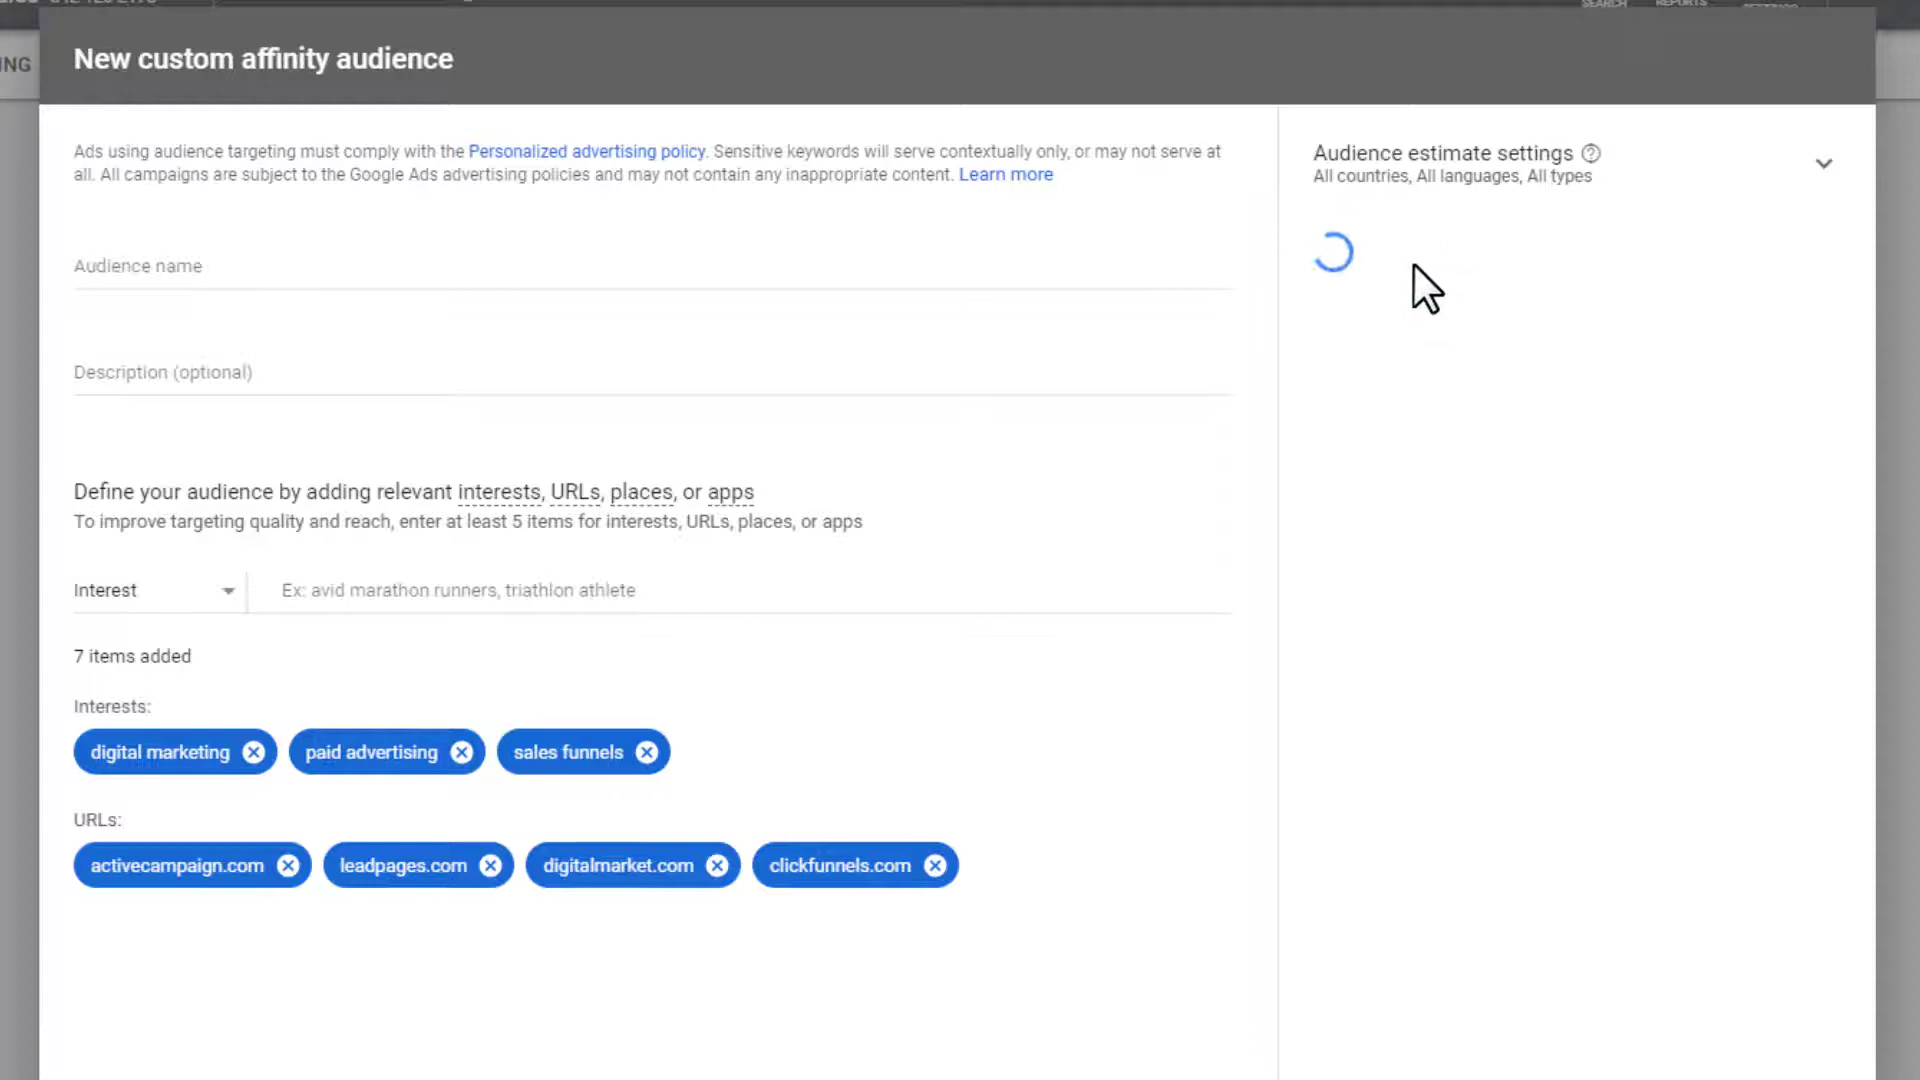 SEARCH REPORTS
ING
New custom affinity audience
Ads using audience targeting must comply with the Personalized advertising policy. Sensitive keywords will serve contextually only, or may not serve at
all. All campaigns are subject to the Google Ads advertising policies and may not contain any inappropriate content. Learn more
Audience name
Description (optional)
Define your audience by adding relevant interests, URLs, places, or apps
To improve targeting quality and reach, enter at least 5 items for interests, URLs, places, or apps
Interest Ex: avid marathon runners, triathlon athlete
7 items added
Interests:
digital marketing paid advertising sales funnels
URLs:
activecampaign.com leadpages.com digitalmarket.com clickfunnels.com
Audience estimate settings
All countries, All languages, All types